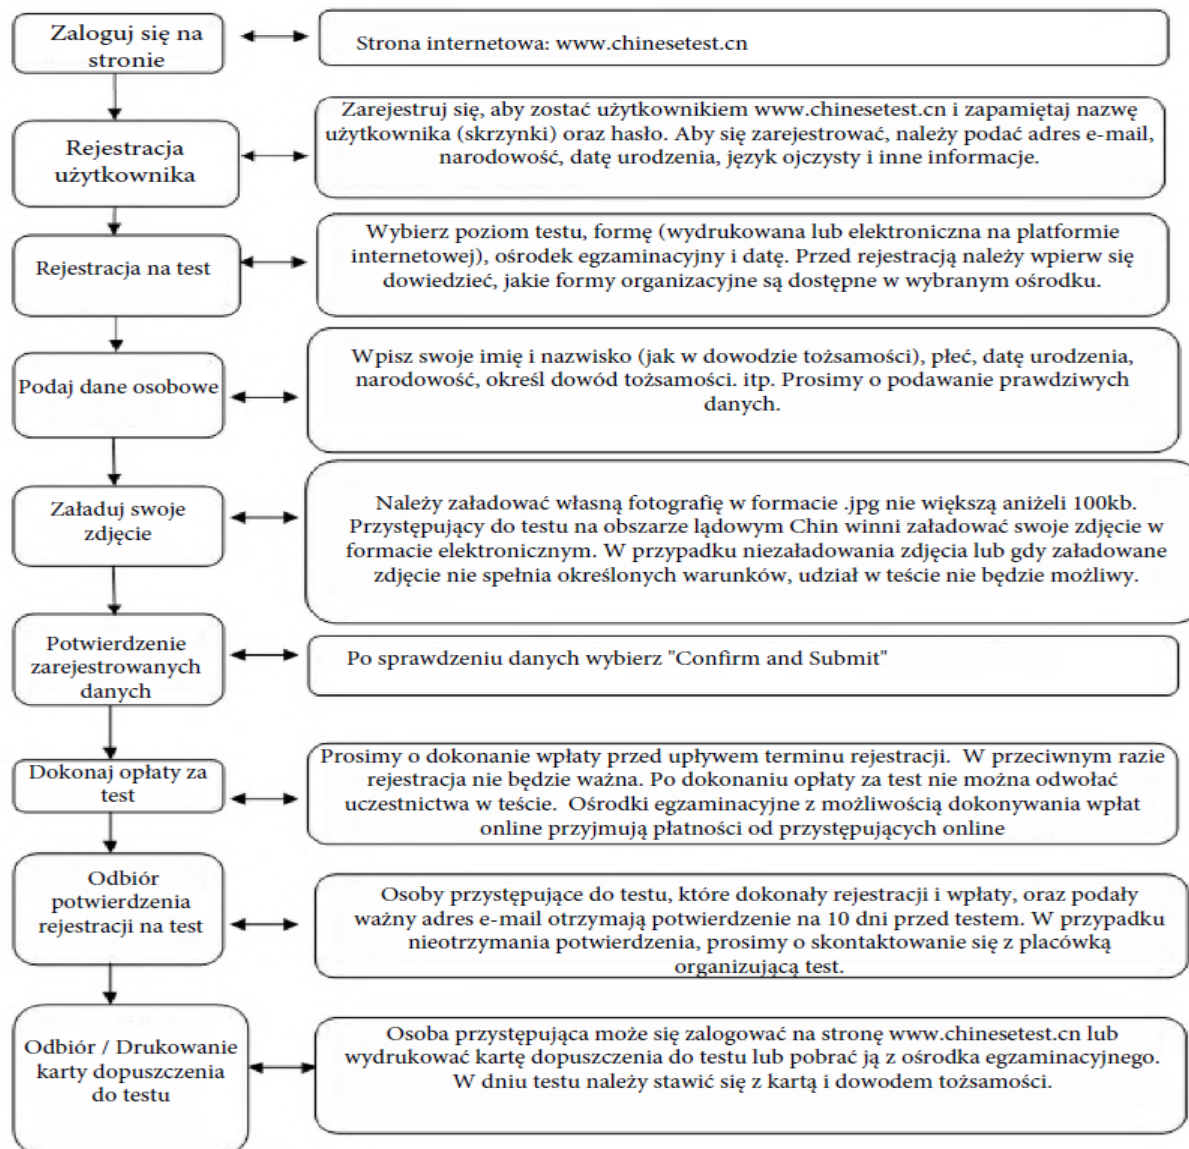 Zaloguj się na
stronie
Strona internetowa: www.chinesetest.cn
Rejestracja
użytkownika
Zarejestruj się, aby zostać użytkownikiem www.chinesetest.cn i zapamiętaj nazwę
użytkownika (skrzynki) oraz hasło. Aby się zarejestrować, należy podać adres e-mail,
narodowość, datę urodzenia, język ojczysty i inne informacje.
Rejestracja na test
Wybierz poziom testu, formę (wydrukowana lub elektroniczna na platformie
internetowej), ośrodek egzaminacyjny i datę. Przed rejestracją należy wpierw się
dowiedzieć, jakie formy organizacyjne są dostępne w wybranym ośrodku.
Podaj dane osobowe
Wpisz swoje imię i nazwisko (jak w dowodzie tożsamości), płeć, datę urodzenia,
narodowość, określ dowód tożsamości. itp. Prosimy o podawanie prawdziwych
danych.
Załaduj swoje
zdjęcie
Należy załadować własną fotografię w formacie .jpg nie większą aniżeli 100kb.
Przystępujący do testu na obszarze lądowym Chin winni załadować swoje zdjęcie w
formacie elektronicznym. W przypadku niezaładowania zdjęcia lub gdy załadowane
zdjęcie nie spełnia określonych warunków, udział w teście nie będzie możliwy.
Potwierdzenie
zarejestrowanych
danych
Po sprawdzeniu danych wybierz "Confirm and Submit"
Dokonaj opłaty za
test
Prosimy o dokonanie wpłaty przed upływem terminu rejestracji. W przeciwnym razie
rejestracja nie będzie ważna. Po dokonaniu opłaty za test nie można odwołać
uczestnictwa w teście. Ośrodki egzaminacyjne z możliwością dokonywania wpłat
online przyjmują płatności od przystępujących online
Odbiór
potwierdzenia
rejestracji na test
Osoby przystępujące do testu, które dokonały rejestracji i wpłaty, oraz podały
ważny adres e-mail otrzymają potwierdzenie na 10 dni przed testem. W przypadku
nieotrzymania potwierdzenia, prosimy o skontaktowanie się z placówką
organizującą test.
Odbiór / Drukowanie
karty dopuszczenia
do testu
Osoba przystępująca może się zalogować na stronę www.chinesetest.cn lub
wydrukować kartę dopuszczenia do testu lub pobrać ją z ośrodka egzaminacyjnego.
W dniu testu należy stawić się z kartą i dowodem tożsamości.